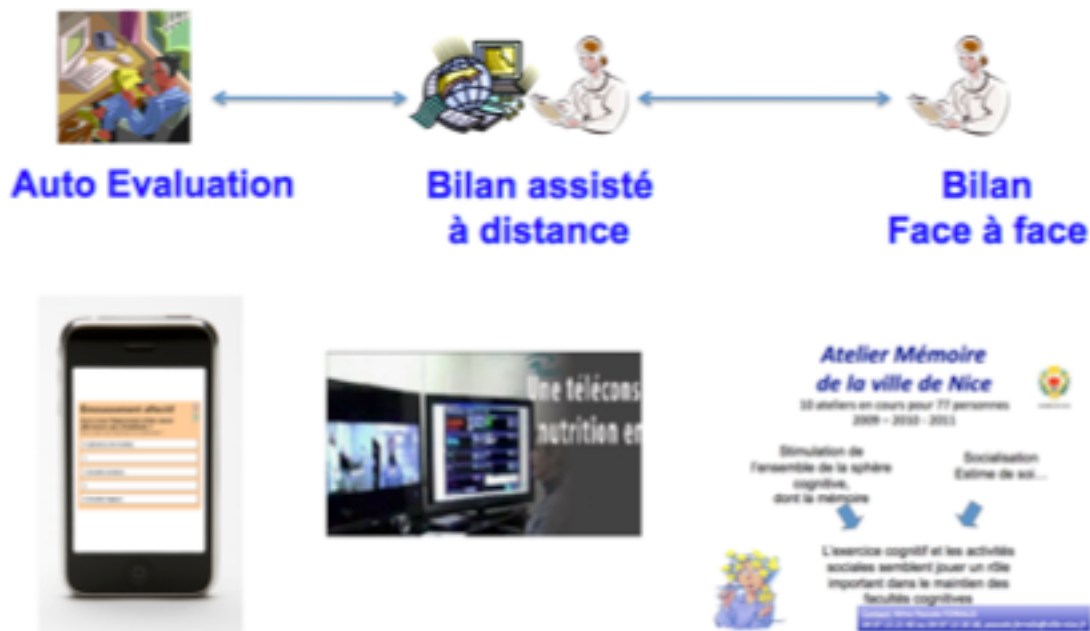 Auto Evaluation
Bilan assisté
à distance
Bilan
Face à face
Emoussement affectif
Une télécons
nutrition en
Atelier Mémoire
de la ville de Nice
10 ateliers en cours pour 77 personnes
2009 – 2010 - 2011
Stimulation de
l'ensemble de la sphère
cognitive,
dont la mémoire
Socialisation
Estime de soi...
L'exercice cognitif et les activités
sociales semblent jouer un rôle
important dans le maintien des
facultés cognitives